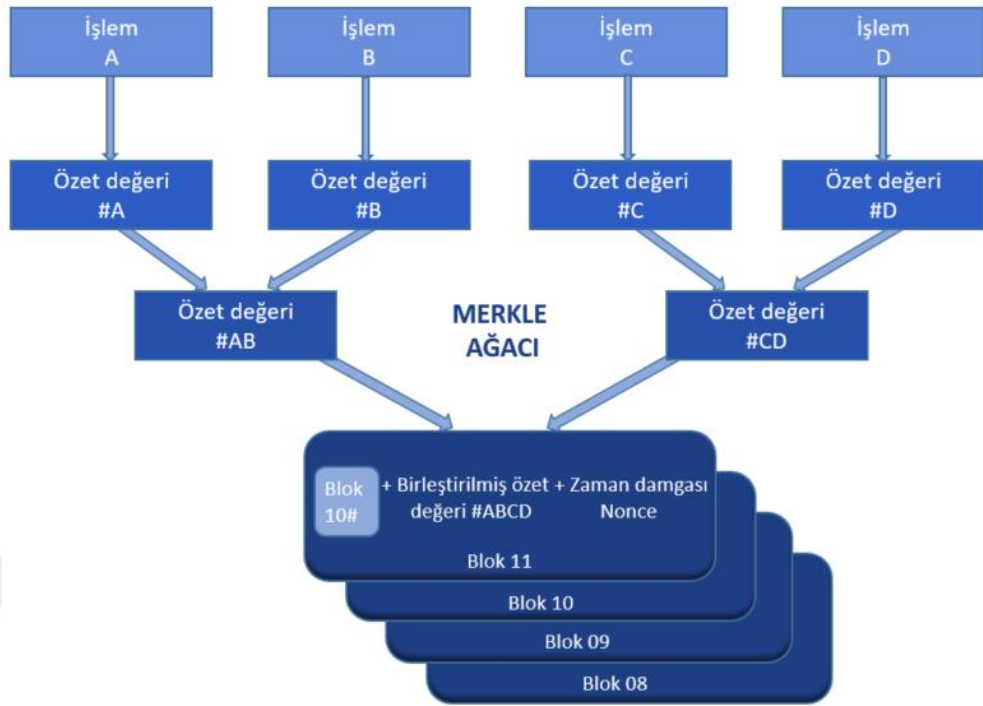 İşlem
A
İşlem
B
İşlem
C
İşlem
D
Özet değeri
#A
Özet değeri
#B
Özet değeri
#C
Özet değeri
#D
Özet değeri
#AB
MERKLE
AĞACI
Özet değeri
#CD
Blok
10#
+ Birleştirilmiş özet
değeri #ABCD
+ Zaman damgası
Nonce
Blok 11
Blok 10
Blok 09
Blok 08